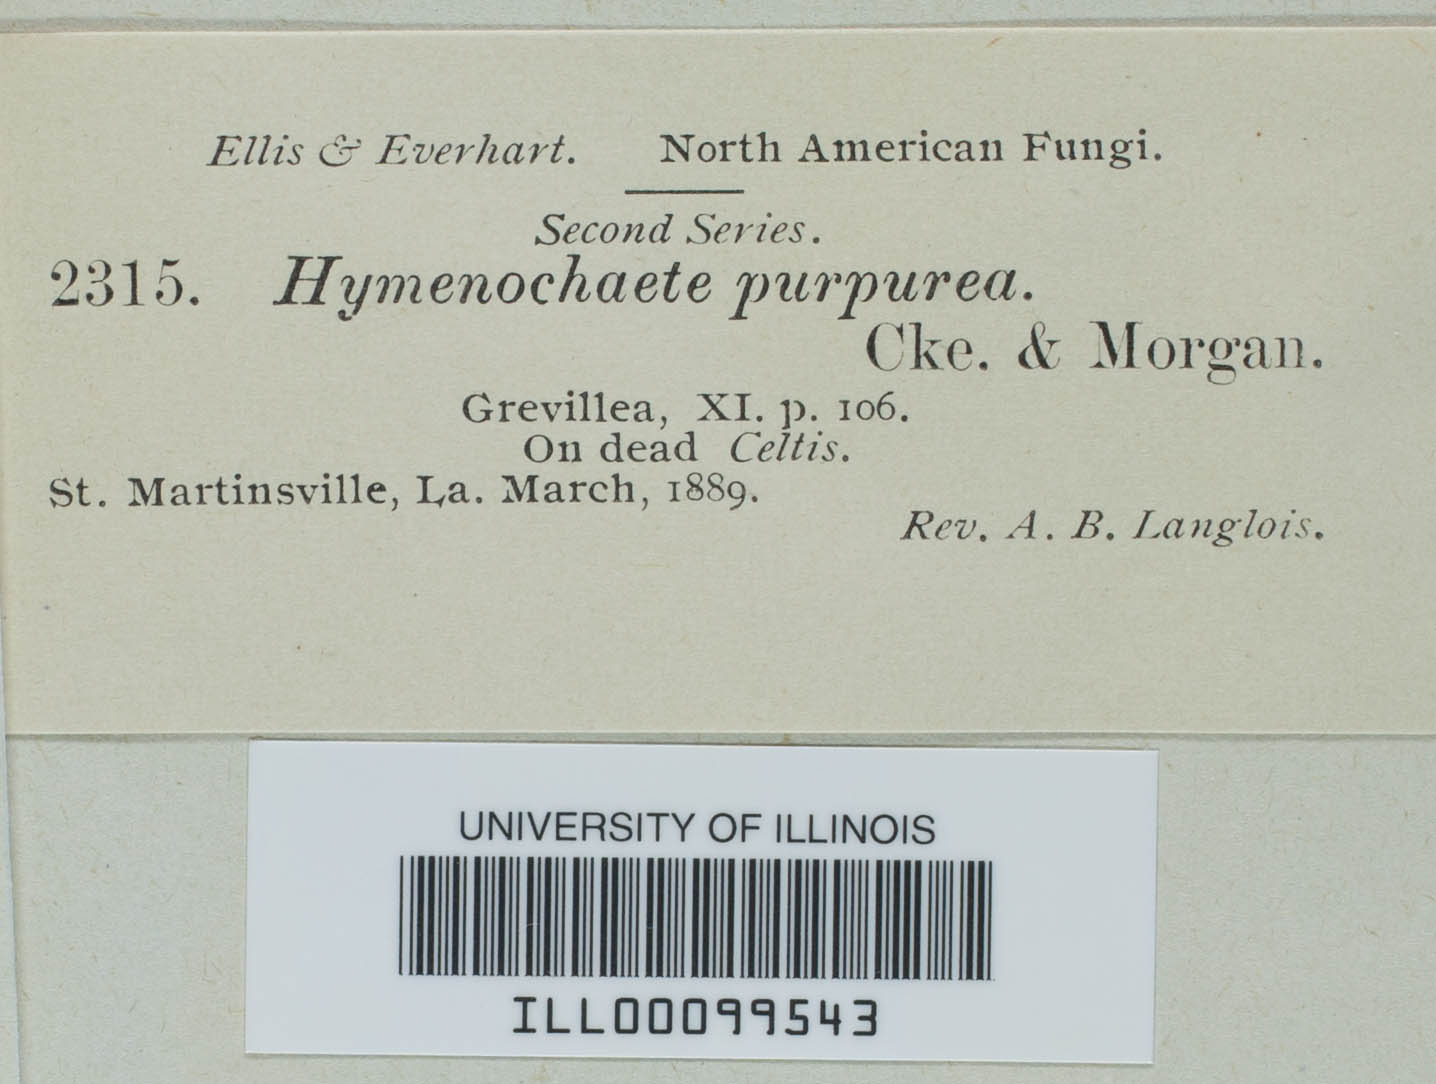 Ellis & Everhart. North American Fungi.
Second Series.
2315. Hymenochaete purpurea.
Cke. & Morgan.
Grevillea, XI. p. 106.
On dead Celtis.
St. Martinsville, La. March, 1889.
Rev. A. B. Langlois.
UNIVERSITY OF ILLINOIS
ILL00099543